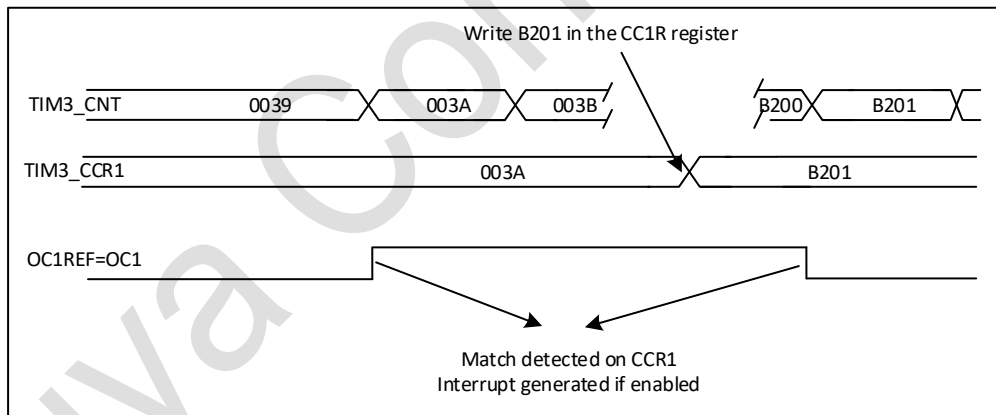 Write B201 in the CC1R register
TIM3_CNT 0039 003A 003B B200 B201
TIM3_CCR1 003A B201
OC1REF=OC1
Match detected on CCR1
Interrupt generated if enabled